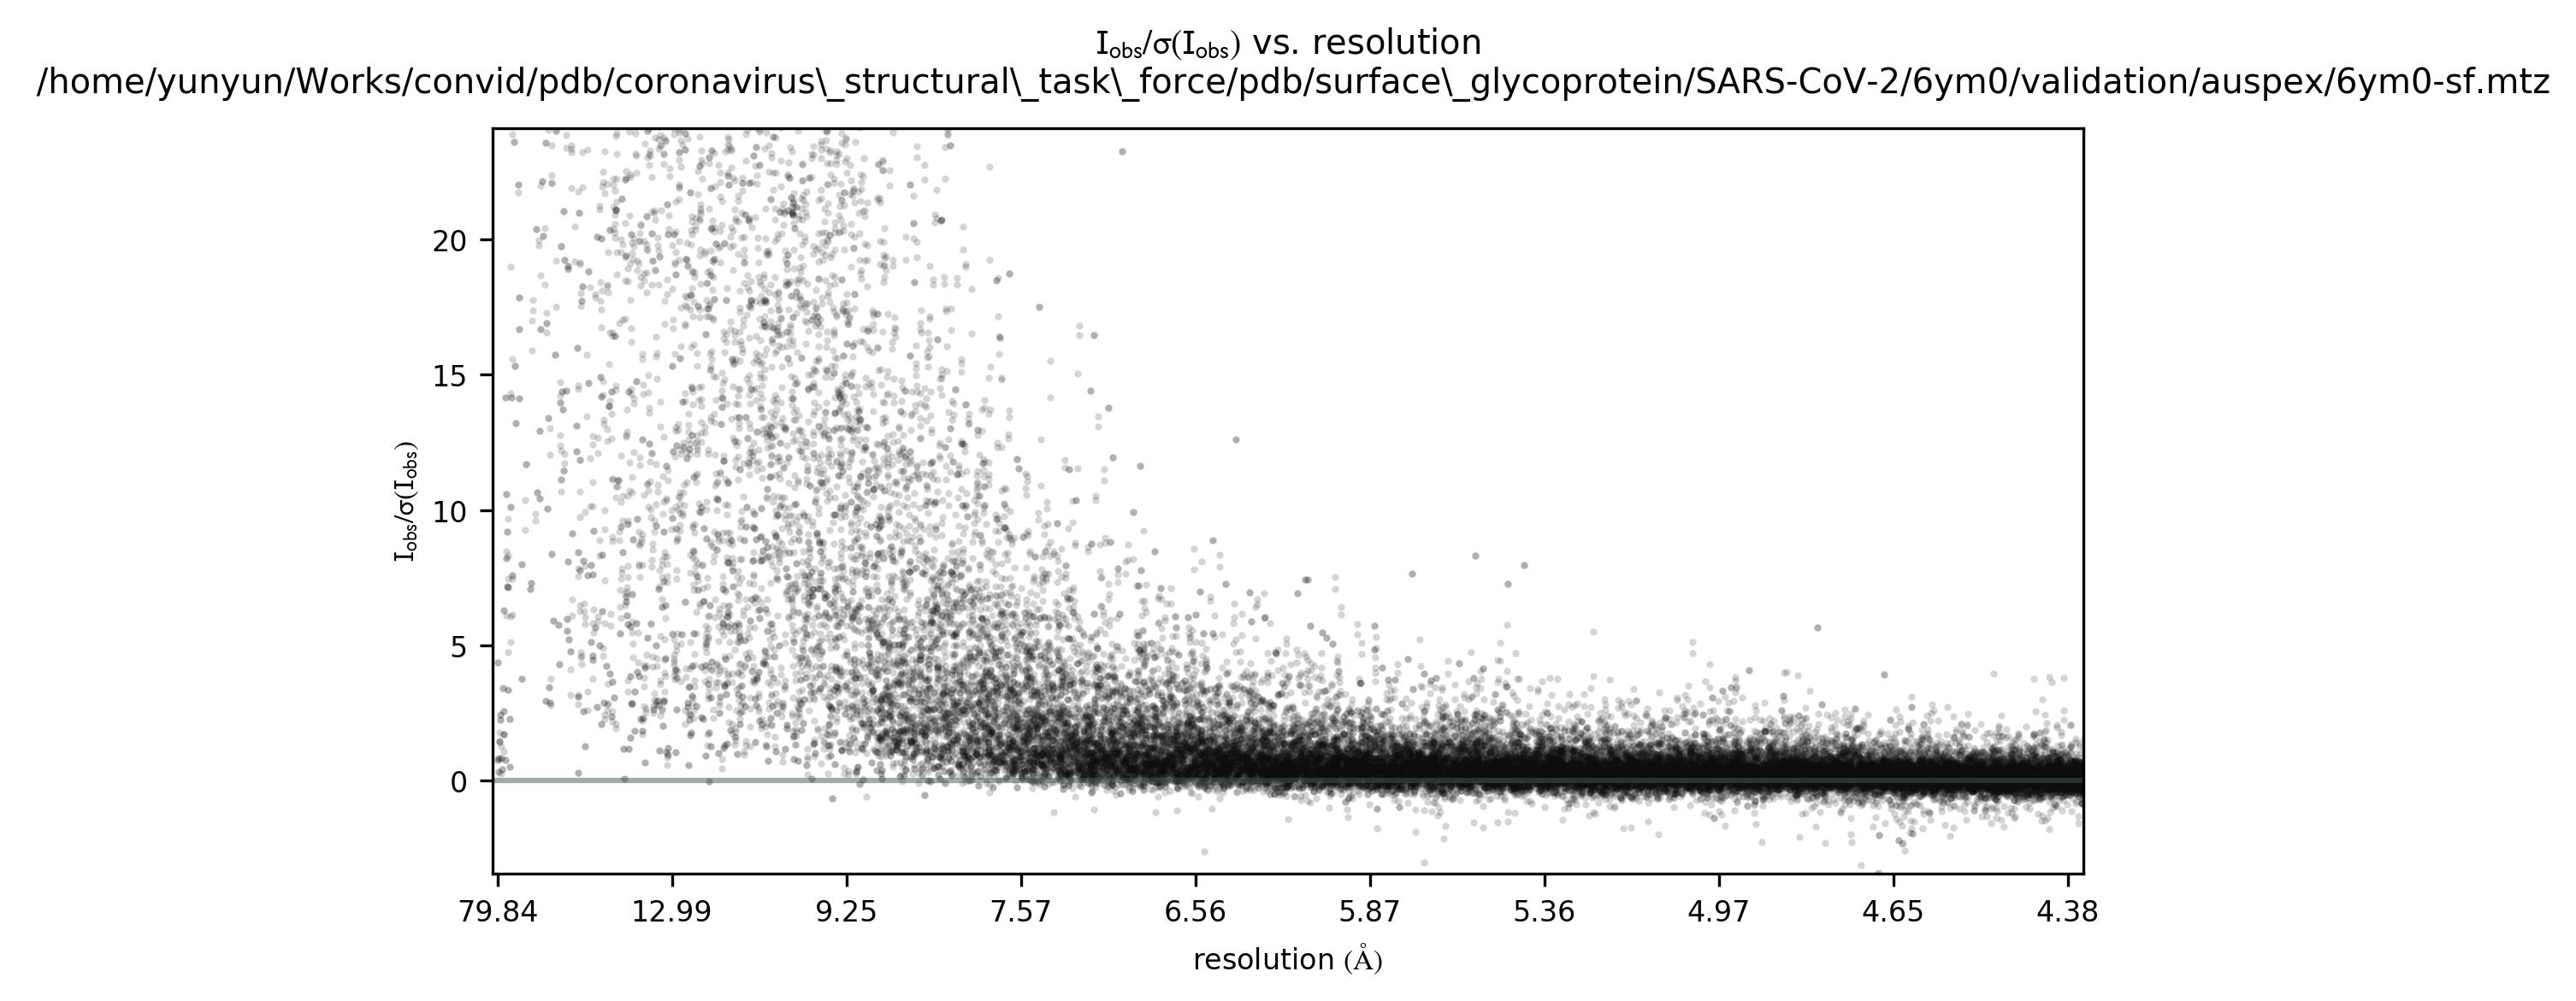 Iobs/σ(Iobs) vs. resolution
/home/yunyun/Works/convid/pdb/coronavirus\_structural\_task\_force/pdb/surface\_glycoprotein/SARS-CoV-2/6ym0/validation/auspex/6ym0-sf.mtz
20
15
10
5
0
Iobs/σ(Iobs)
79.84 12.99 9.25 7.57 6.56 5.87 5.36 4.97 4.65 4.38
resolution (Å)